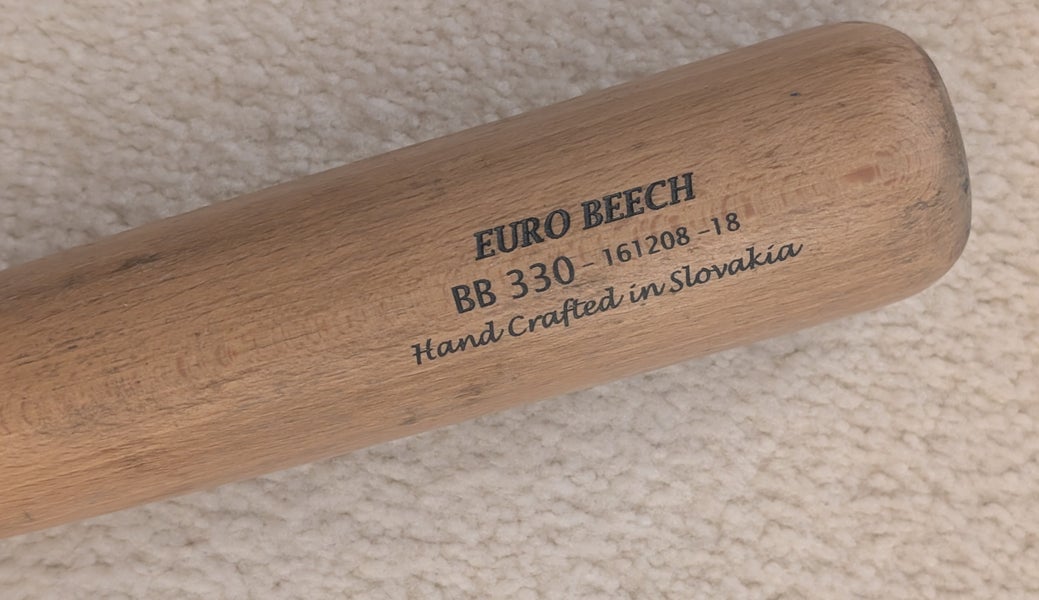 EURO BEECH
BB 330 - 161208 -18
Hand Crafted in Slovakia